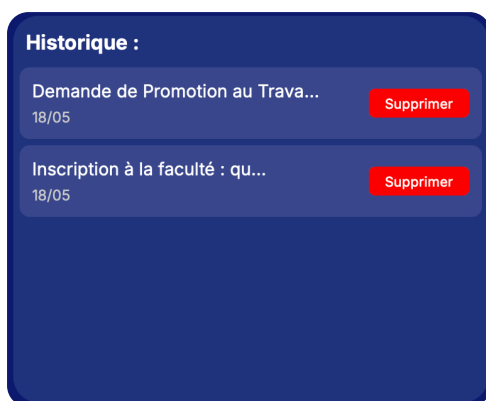 Historique :
Demande de Promotion au Trava...
18/05
Supprimer
Inscription à la faculté : qu...
18/05
Supprimer